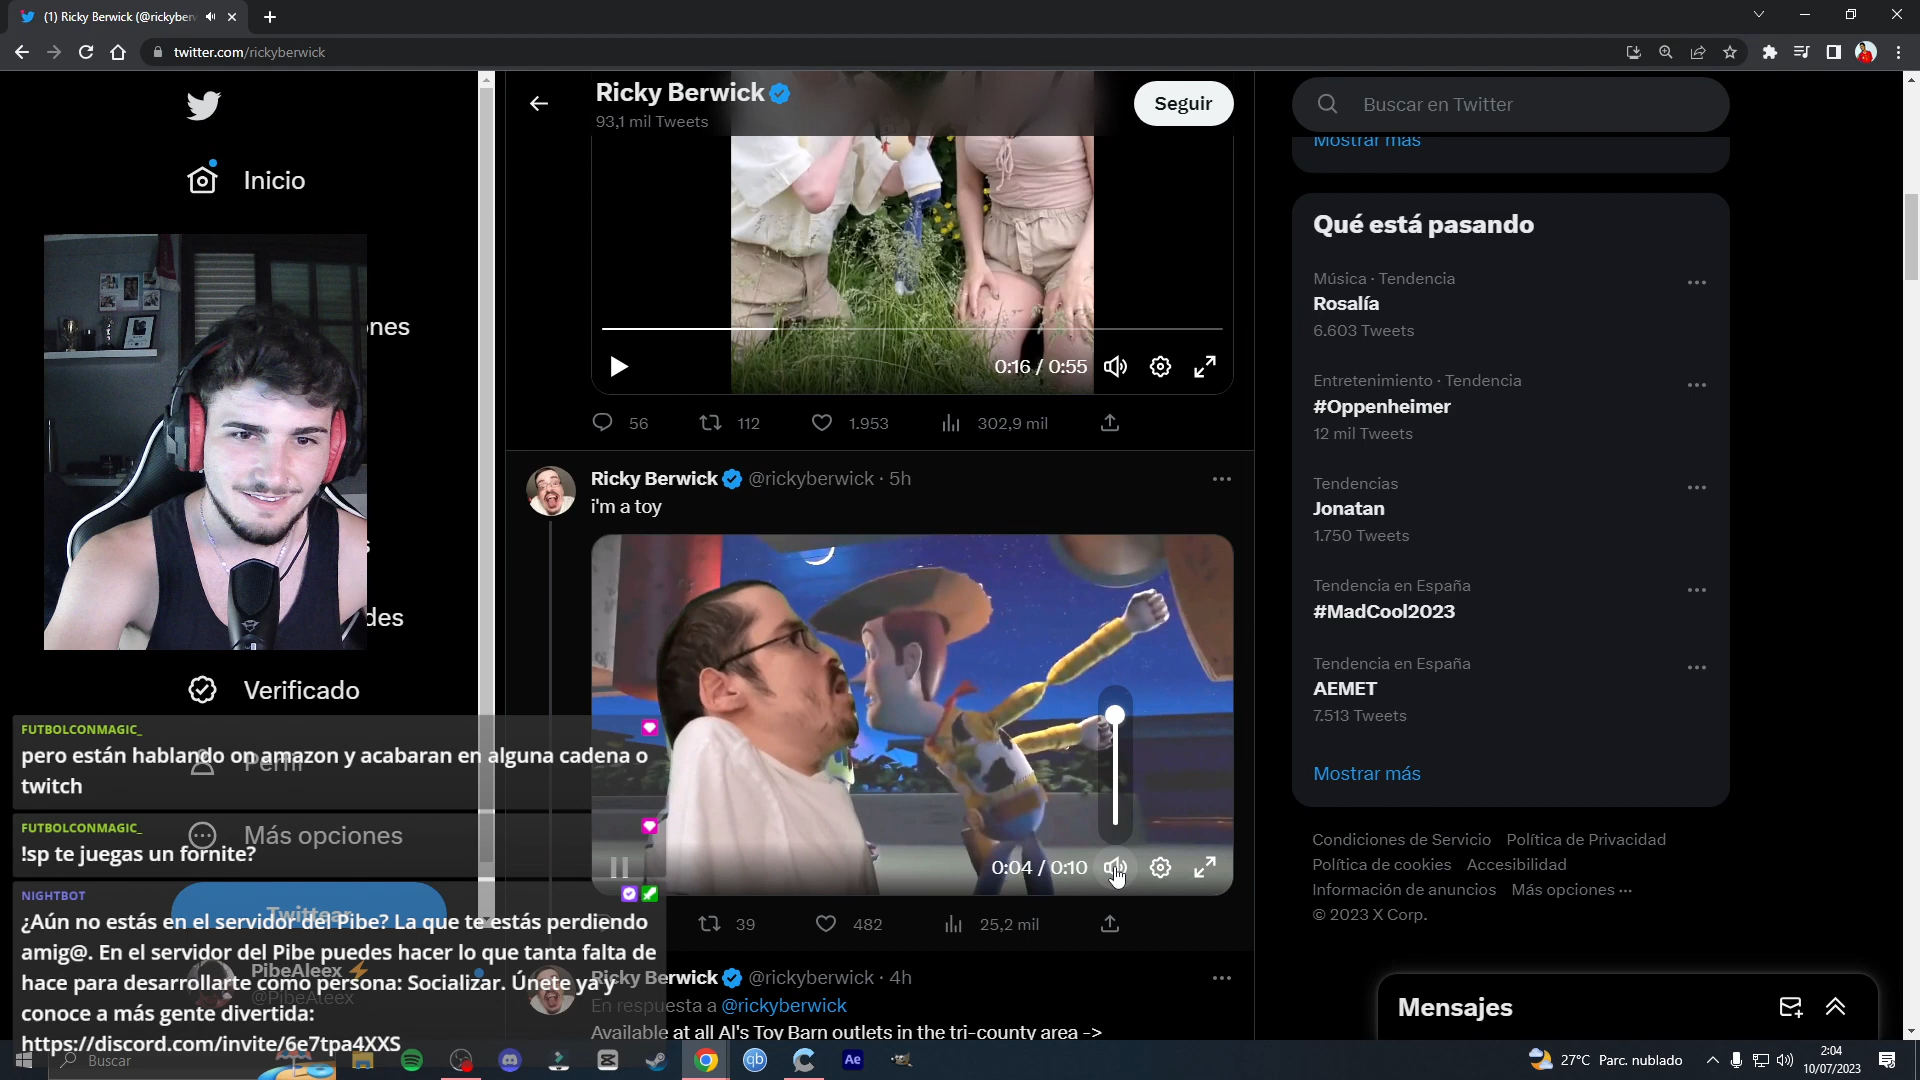 (1) Ricky Berwick (@rickyber
twitter.com/rickyberwick
Inicio
ones
des
Verificado
Perfil
Más opciones
Twittear
PibeAleex⚡
@PibeAleex
FUTBOLCONMAGIC_
pero están hablando on amazon y acabaran en alguna cadena o
twitch
FUTBOLCONMAGIC_
!sp te juegas un fornite?
NIGHTBOT
¿Aún no estás en el servidor del Pibe? La que te estás perdiendo
amig@. En el servidor del Pibe puedes hacer lo que tanta falta de
hace para desarrollarte como persona: Socializar. Únete ya y
conoce a más gente divertida:
https://discord.com/invite/6e7tpa4XXS
Ricky Berwick
93,1 mil Tweets
Seguir
0:16 / 0:55
56 112 1.953 302,9 mil
Ricky Berwick @rickyberwick · 5h
i'm a toy
0:04 / 0:10
39 482 25,2 mil
Ricky Berwick @rickyberwick · 4h
En respuesta a @rickyberwick
Available at all Al's Toy Barn outlets in the tri-county area ->
Buscar en Twitter
Mostrar más
Qué está pasando
Música · Tendencia
Rosalía
6.603 Tweets
Entretenimiento · Tendencia
#Oppenheimer
12 mil Tweets
Tendencias
Jonatan
1.750 Tweets
Tendencia en España
#MadCool2023
Tendencia en España
AEMET
7.513 Tweets
Mostrar más
Condiciones de Servicio Política de Privacidad
Política de cookies Accesibilidad
Información de anuncios Más opciones ···
© 2023 X Corp.
Mensajes
Buscar
qb
Ae
27°C Parc. nublado
2:04
10/07/2023